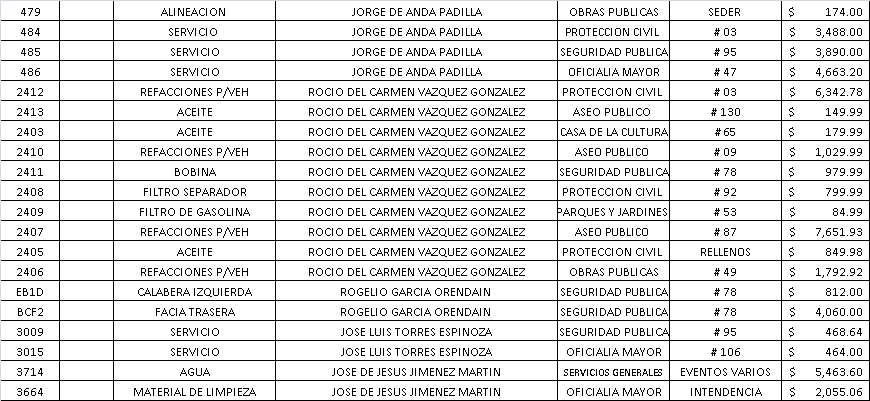 479 ALINEACION JORGE DE ANDA PADILLA OBRAS PUBLICAS SEDER $ 174.00
484 SERVICIO JORGE DE ANDA PADILLA PROTECCION CIVIL # 03 $ 3,488.00
485 SERVICIO JORGE DE ANDA PADILLA SEGURIDAD PUBLICA # 95 $ 3,890.00
486 SERVICIO JORGE DE ANDA PADILLA OFICIALIA MAYOR # 47 $ 4,663.20
2412 REFACCIONES P/VEH ROCIO DEL CARMEN VAZQUEZ GONZALEZ PROTECCION CIVIL # 03 $ 6,342.78
2413 ACEITE ROCIO DEL CARMEN VAZQUEZ GONZALEZ ASEO PUBLICO # 130 $ 149.99
2403 ACEITE ROCIO DEL CARMEN VAZQUEZ GONZALEZ CASA DE LA CULTURA #65 $ 179.99
2410 REFACCIONES P/VEH ROCIO DEL CARMEN VAZQUEZ GONZALEZ ASEO PUBLICO # 09 $ 1,029.99
2411 BOBINA ROCIO DEL CARMEN VAZQUEZ GONZALEZ SEGURIDAD PUBLICA # 78 $ 979.99
2408 FILTRO SEPARADOR ROCIO DEL CARMEN VAZQUEZ GONZALEZ PROTECCION CIVIL # 92 $ 799.99
2409 FILTRO DE GASOLINA ROCIO DEL CARMEN VAZQUEZ GONZALEZ PARQUES Y JARDINES # 53 $ 84.99
2407 REFACCIONES P/VEH ROCIO DEL CARMEN VAZQUEZ GONZALEZ ASEO PUBLICO # 87 $ 7,651.93
2405 ACEITE ROCIO DEL CARMEN VAZQUEZ GONZALEZ PROTECCION CIVIL RELLENOS $ 849.98
2406 REFACCIONES P/VEH ROCIO DEL CARMEN VAZQUEZ GONZALEZ OBRAS PUBLICAS # 49 $ 1,792.92
EB1D CALABERA IZQUIERDA ROGELIO GARCIA ORENDAIN SEGURIDAD PUBLICA # 78 $ 812.00
BCF2 FACIA TRASERA ROGELIO GARCIA ORENDAIN SEGURIDAD PUBLICA # 78 $ 4,060.00
3009 SERVICIO JOSE LUIS TORRES ESPINOZA SEGURIDAD PUBLICA # 95 $ 468.64
3015 SERVICIO JOSE LUIS TORRES ESPINOZA OFICIALIA MAYOR # 106 $ 464.00
3714 AGUA JOSE DE JESUS JIMENEZ MARTIN SERVICIOS GENERALES EVENTOS VARIOS $ 5,463.60
3664 MATERIAL DE LIMPIEZA JOSE DE JESUS JIMENEZ MARTIN OFICIALIA MAYOR INTENDENCIA $ 2,055.06